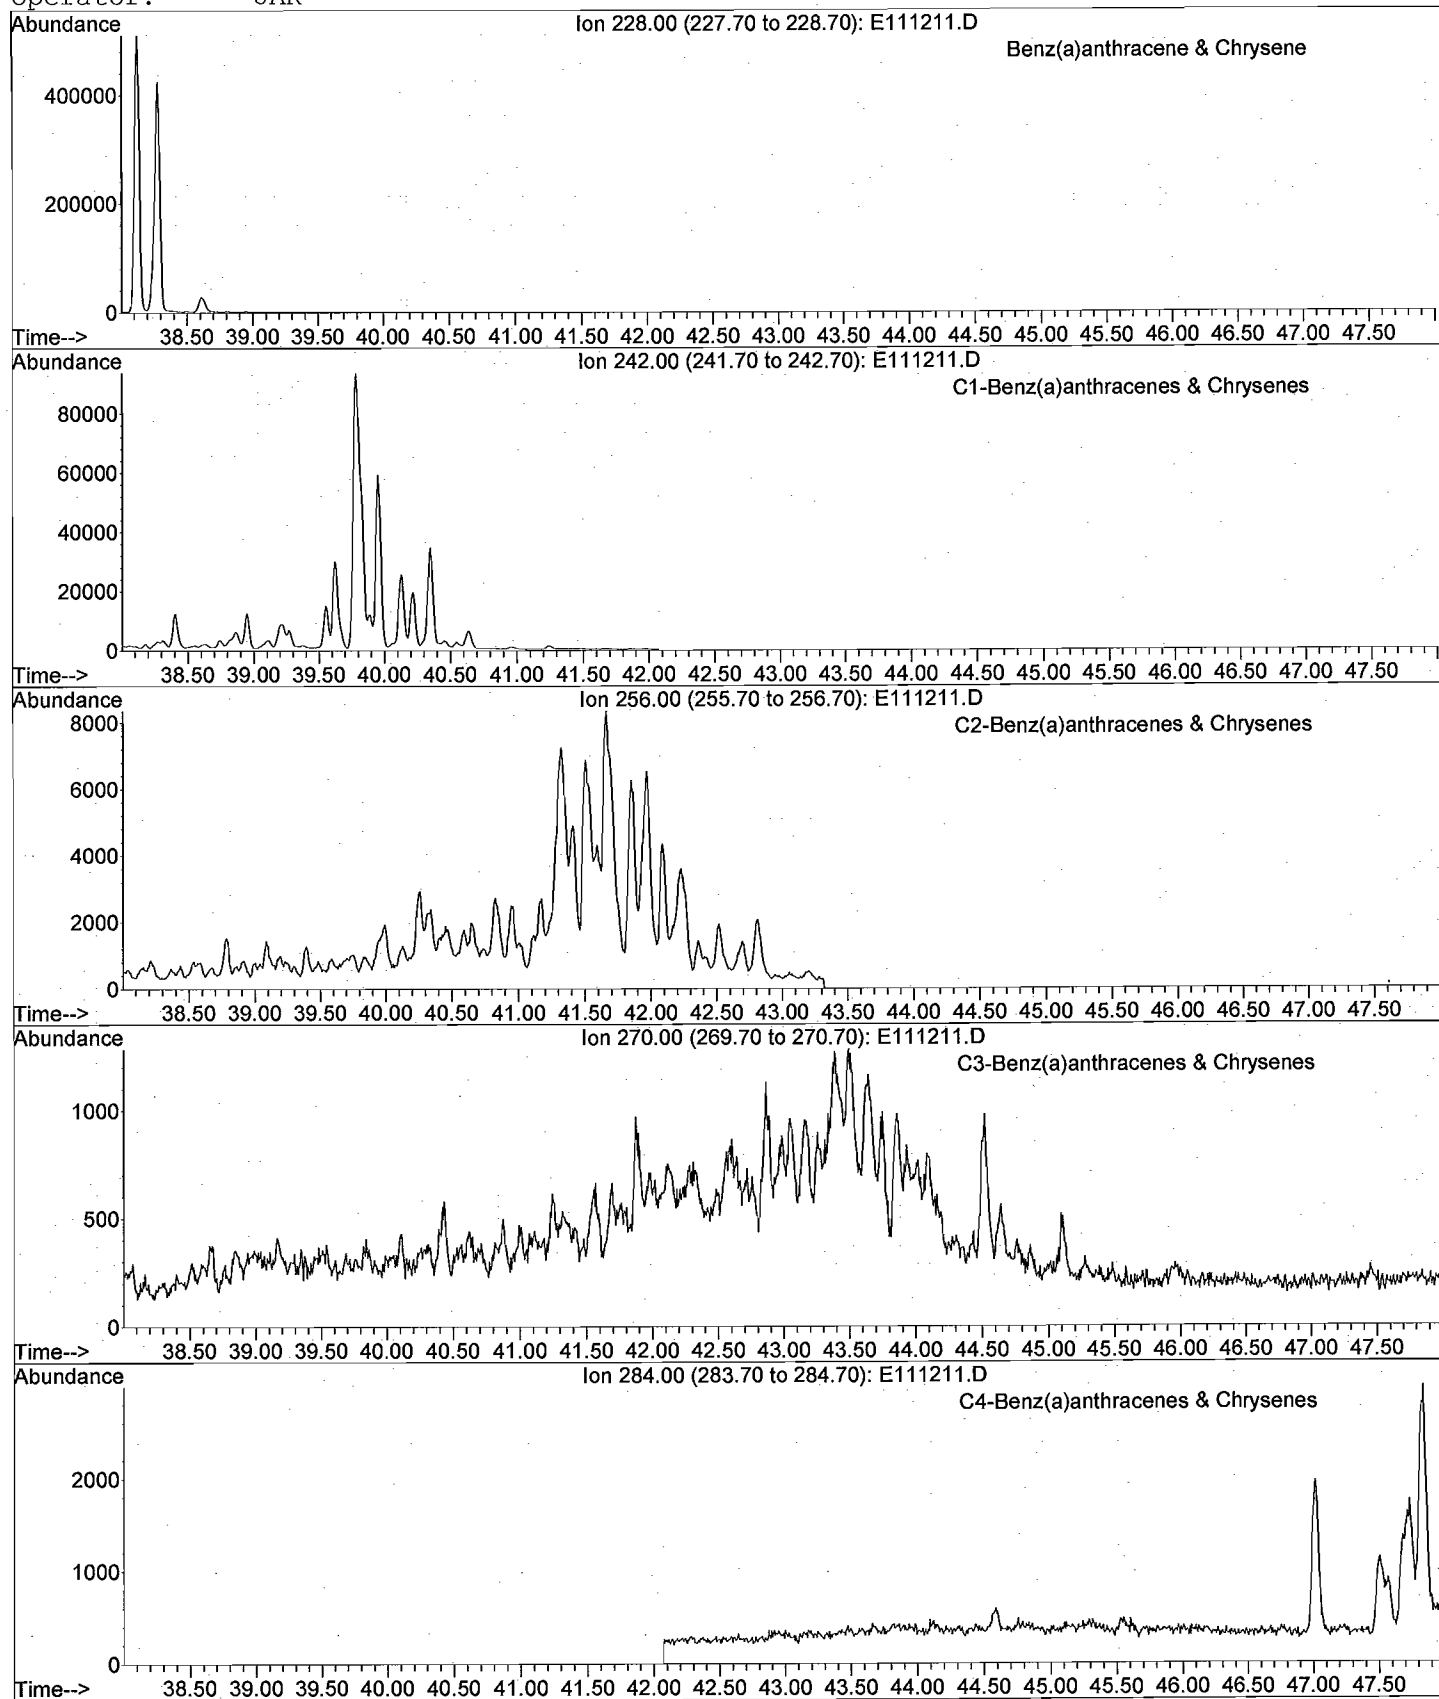 Abundance Ion 228.00 (227.70 to 228.70): E111211.D
Benz(a)anthracene & Chrysene
400000
200000
0
Time--> 38.50 39.00 39.50 40.00 40.50 41.00 41.50 42.00 42.50 43.00 43.50 44.00 44.50 45.00 45.50 46.00 46.50 47.00 47.50
Abundance Ion 242.00 (241.70 to 242.70): E111211.D
C1-Benz(a)anthracenes & Chrysenes
80000
60000
40000
20000
0
Time--> 38.50 39.00 39.50 40.00 40.50 41.00 41.50 42.00 42.50 43.00 43.50 44.00 44.50 45.00 45.50 46.00 46.50 47.00 47.50
Abundance Ion 256.00 (255.70 to 256.70): E111211.D
8000 C2-Benz(a)anthracenes & Chrysenes
6000
4000
2000
0
Time--> 38.50 39.00 39.50 40.00 40.50 41.00 41.50 42.00 42.50 43.00 43.50 44.00 44.50 45.00 45.50 46.00 46.50 47.00 47.50
Abundance Ion 270.00 (269.70 to 270.70): E111211.D
C3-Benz(a)anthracenes & Chrysenes
1000
500
0
Time--> 38.50 39.00 39.50 40.00 40.50 41.00 41.50 42.00 42.50 43.00 43.50 44.00 44.50 45.00 45.50 46.00 46.50 47.00 47.50
Abundance Ion 284.00 (283.70 to 284.70): E111211.D
C4-Benz(a)anthracenes & Chrysenes
2000
1000
0
Time--> 38.50 39.00 39.50 40.00 40.50 41.00 41.50 42.00 42.50 43.00 43.50 44.00 44.50 45.00 45.50 46.00 46.50 47.00 47.50